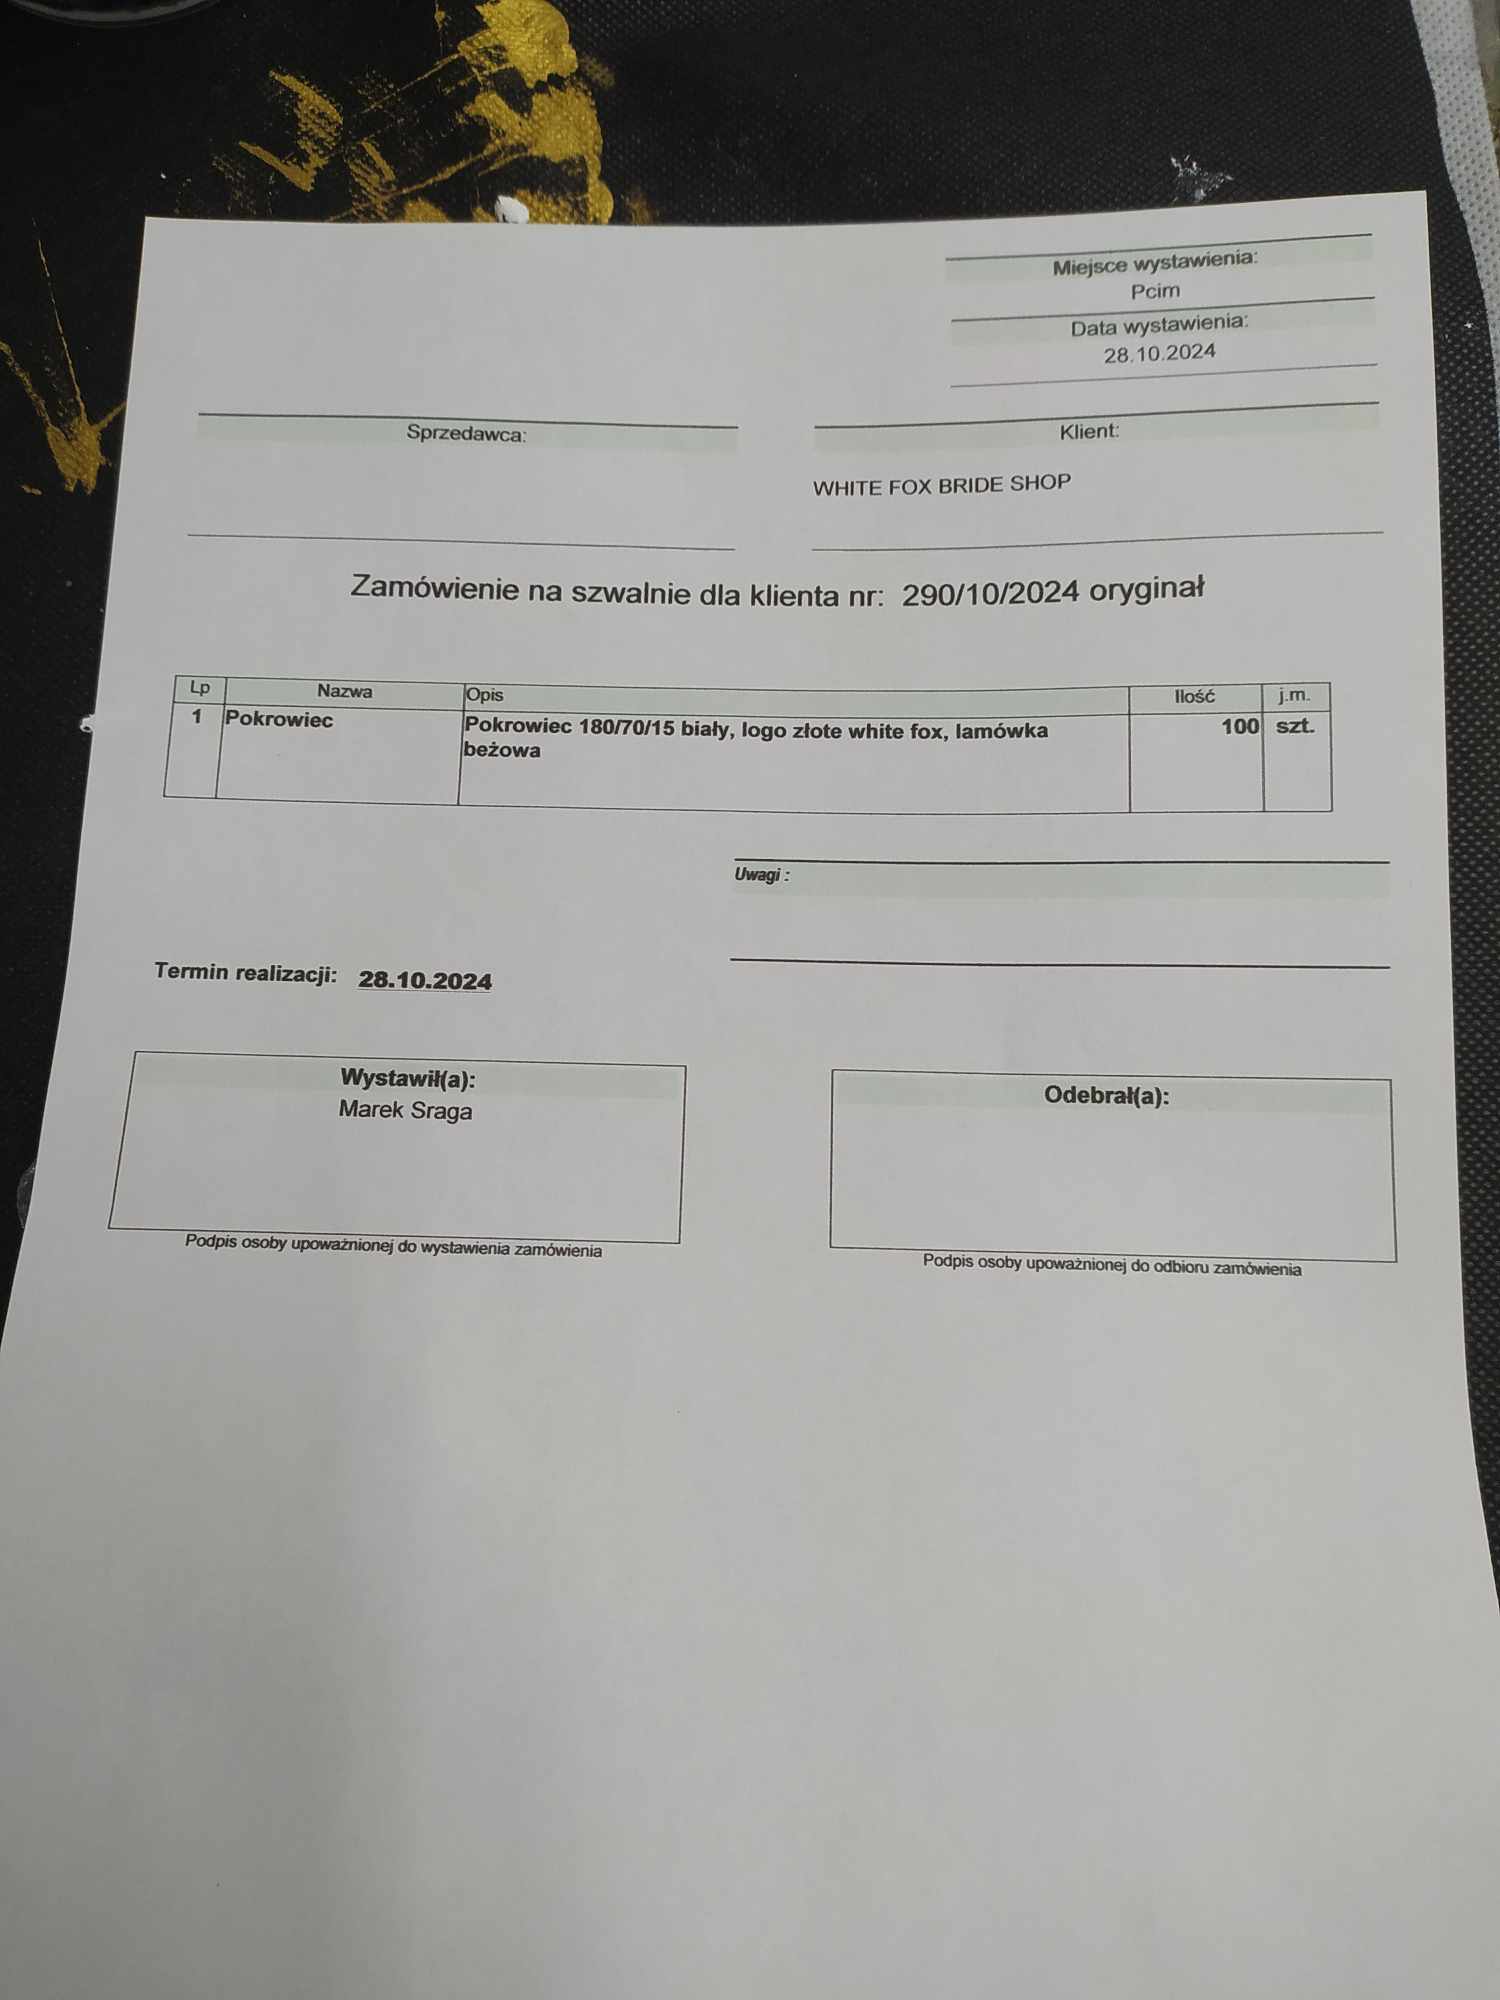 Miejsce wystawienia:
Pcim
Data wystawienia:
28.10.2024
Sprzedawca:
Klient:
WHITE FOX BRIDE SHOP
Zamówienie na szwalnie dla klienta nr: 290/10/2024 oryginał
Lp Nazwa Opis Ilość j.m.
1 Pokrowiec Pokrowiec 180/70/15 biały, logo złote white fox, lamówka 100 szt.
beżowa
Uwagi :
Termin realizacji: 28.10.2024
Wystawił(a):
Marek Sraga
Podpis osoby upoważnionej do wystawienia zamówienia
Odebrał(a):
Podpis osoby upoważnionej do odbioru zamówienia